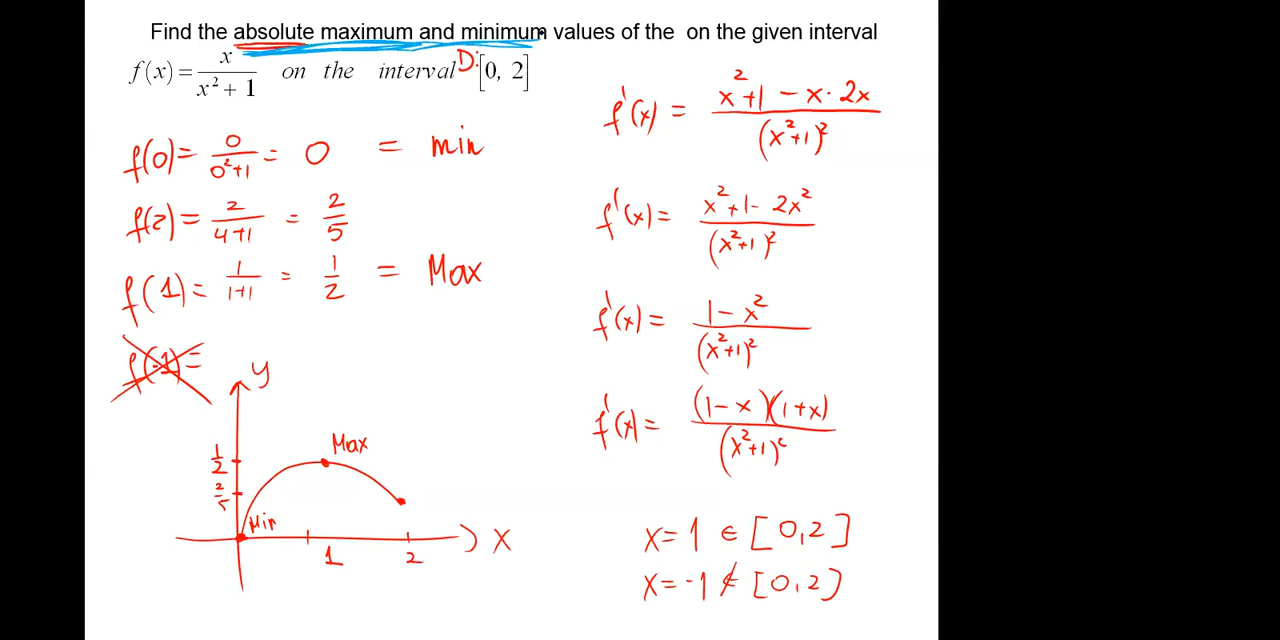 Find the absolute maximum and minimum values of the on the given interval
f(x) = x / (x² + 1) on the interval D: [0, 2]
f(0) = 0 / (0² + 1) = 0 = min
f(2) = 2 / (4+1) = 2/5
f(1) = 1 / (1+1) = 1/2 = Max
f(-1) =
y
1/2
2/5
Max
Min
1
2
X
f'(x) = (x² + 1 - x · 2x) / (x² + 1)²
f'(x) = (x² + 1 - 2x²) / (x² + 1)²
f'(x) = (1 - x²) / (x² + 1)²
f'(x) = (1 - x)(1 + x) / (x² + 1)²
x = 1 ∈ [0, 2]
x = -1 ∉ [0, 2]